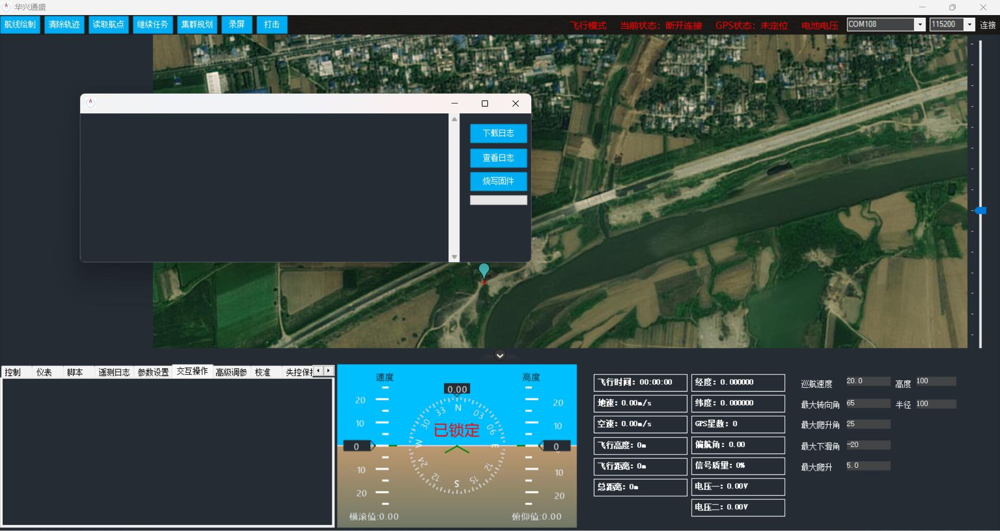 华兴通盛
航线绘制 清除轨迹 读取航点 继续任务 集群规划 录屏 打击 飞行模式 当前状态：断开连接 GPS状态：未定位 电池电压 COM108 115200 连接
下载日志
查看日志
烧写固件
控制 仪表 脚本 遥测日志 参数设置 交互操作 高级调参 校准 失控保护
速度 高度
0.00
20 20
10 10
0 0
-10 -10
20 20
N 03 06 E 12 15 S 12 24 W 30 33
已锁定
横滚值:0.00 俯仰值:0.00
飞行时间：00:00:00 经度：0.000000
地速：0.00m/s 纬度：0.000000
空速：0.00m/s GPS星数：0
飞行高度：0m 偏航角：0.00
飞行距离：0m 信号质量：0%
总距离：0m 电压一：0.00V
电压二：0.00V
巡航速度 20.0 高度 100
最大转向角 65 半径 100
最大爬升角 25
最大下滑角 -20
最大爬升 5.0